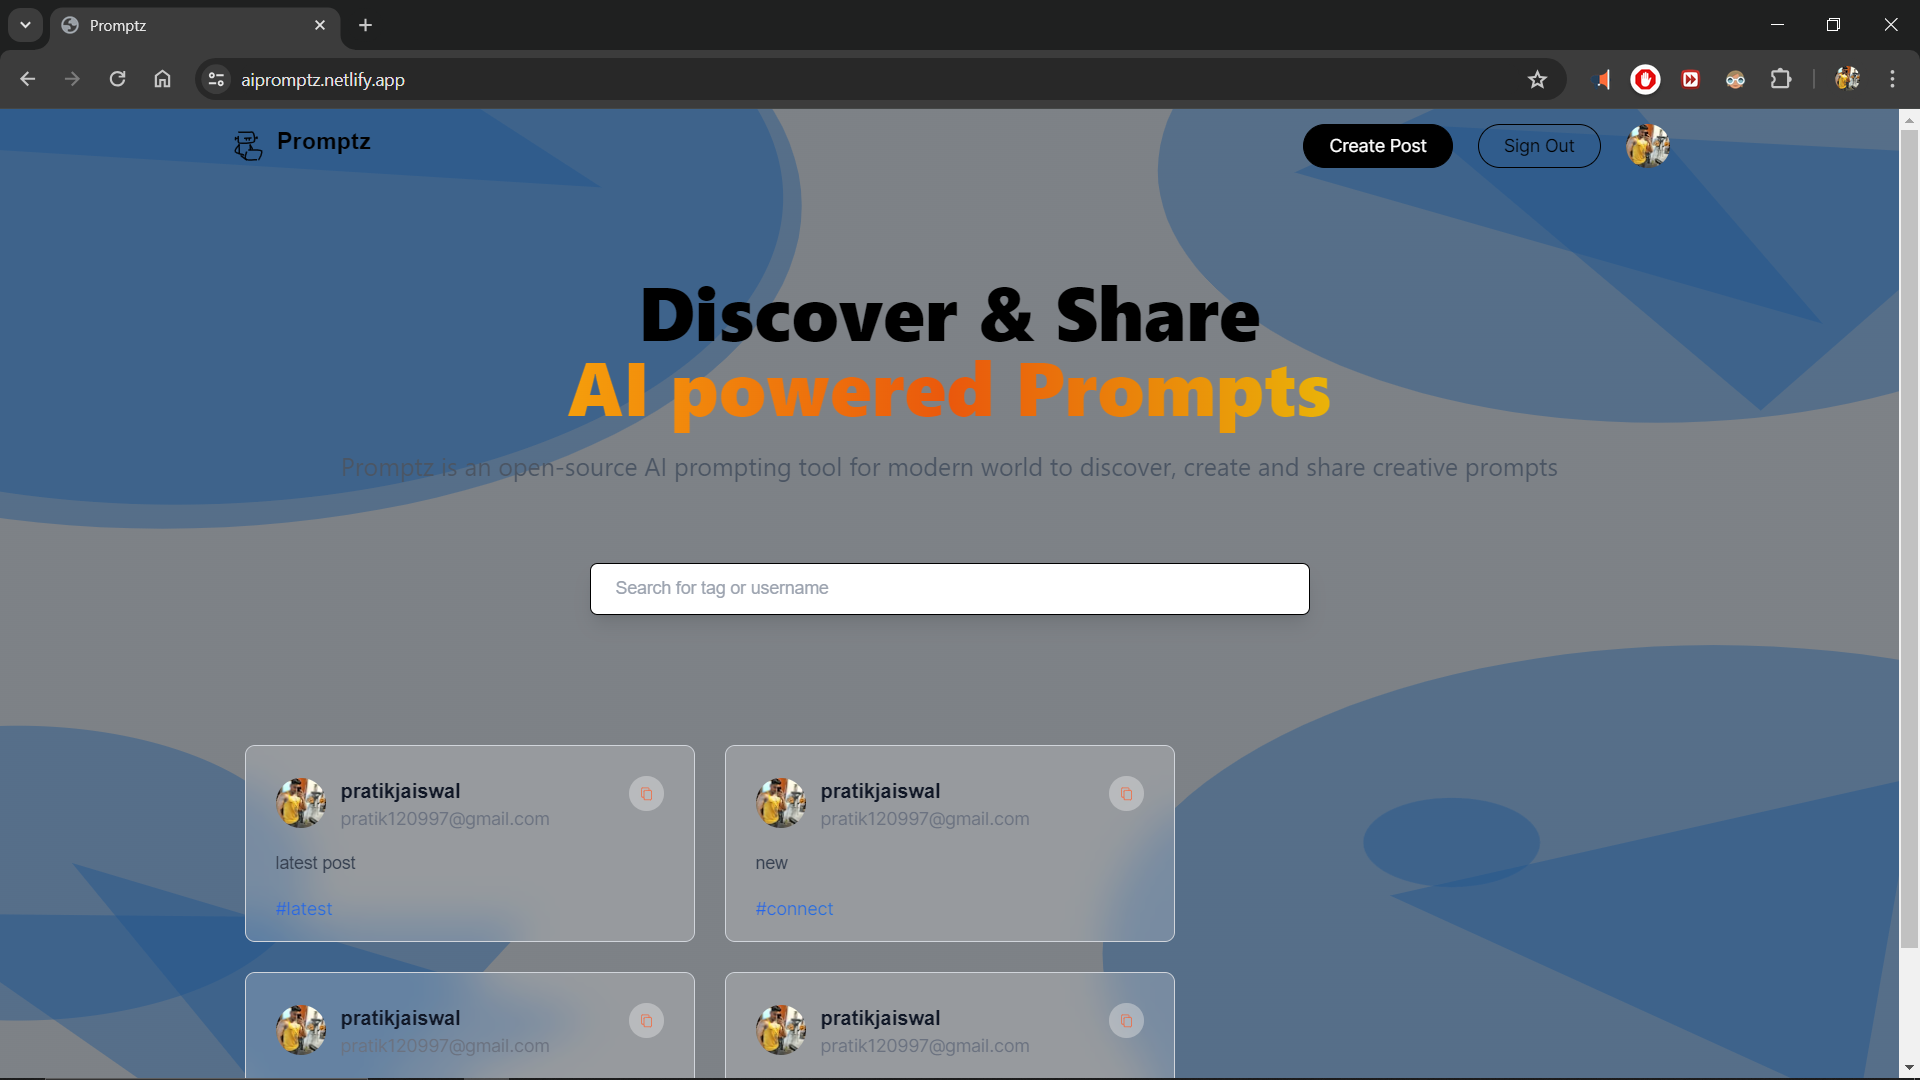 Promptz
aipromptz.netlify.app
Promptz
Create Post
Sign Out
Discover & Share
AI powered Prompts
Promptz is an open-source AI prompting tool for modern world to discover, create and share creative prompts
Search for tag or username
pratikjaiswal
pratik120997@gmail.com
latest post
#latest
pratikjaiswal
pratik120997@gmail.com
new
#connect
pratikjaiswal
pratik120997@gmail.com
pratikjaiswal
pratik120997@gmail.com